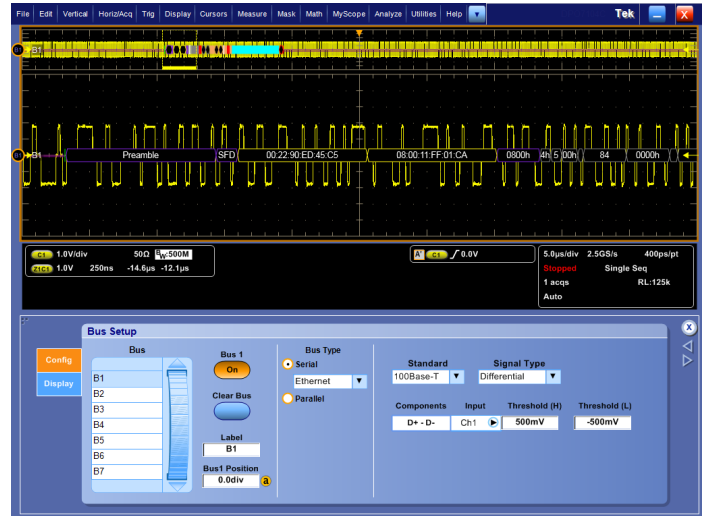 File Edit Vertical Horiz/Acq Trig Display Cursors Measure Mask Math MyScope Analyze Utilities Help Tek X
B1 B1
B1 B1 Preamble SFD 00:22:90:ED:45:C5 08:00:11:FF:01:CA 0800h 4h 5 00h 84 0000h
C1 1.0V/div 50Ω BW:500M
Z1C1 1.0V 250ns -14.6µs -12.1µs
A' C1 0.0V
5.0µs/div 2.5GS/s 400ps/pt
Stopped Single Seq
1 acqs RL:125k
Auto
Bus Setup
Config
Display
Bus
B1
B2
B3
B4
B5
B6
B7
Bus 1
On
Clear Bus
Label
B1
Bus1 Position
0.0div a
Bus Type
Serial
Ethernet
Parallel
Standard Signal Type
100Base-T Differential
Components Input Threshold (H) Threshold (L)
D+ - D- Ch1 500mV -500mV
X